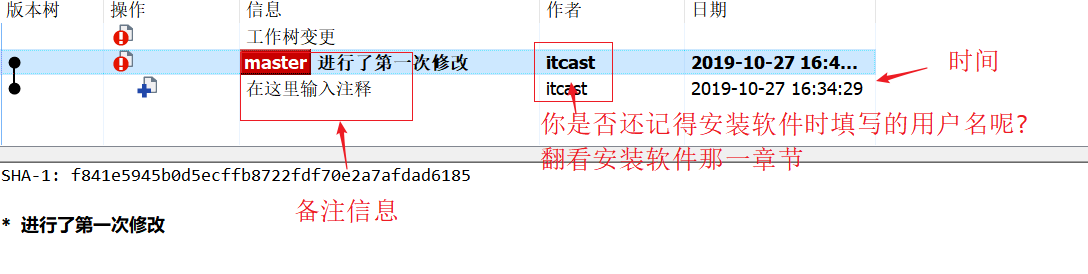 版本树 操作 信息 作者 日期
工作树变更
master 进行了第一次修改 itcast 2019-10-27 16:4...
时间
在这里输入注释 itcast 2019-10-27 16:34:29
你是否还记得安装软件时填写的用户名呢?
翻看安装软件那一章节
SHA-1: f841e5945b0d5ecffb8722fdf70e2a7afdad6185
备注信息
* 进行了第一次修改